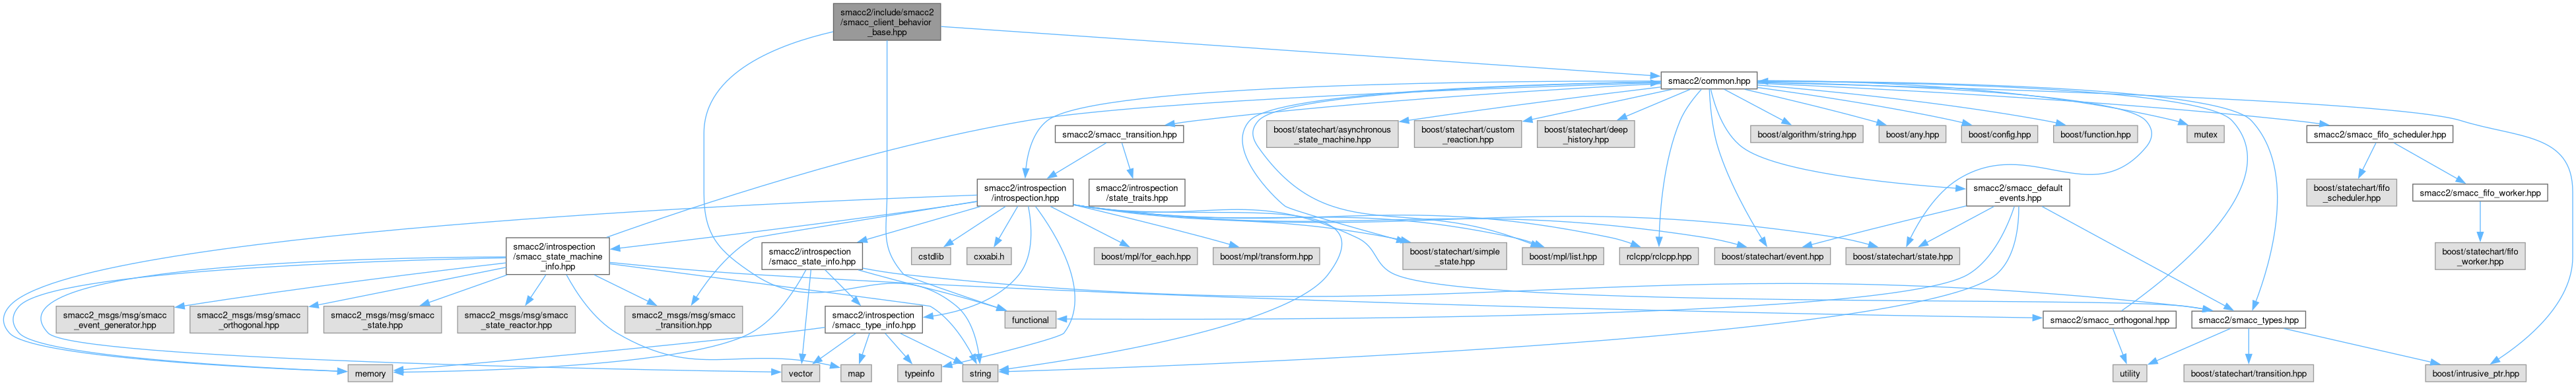 smacc2/include/smacc2
/smacc_client_behavior
_base.hpp
smacc2/common.hpp
smacc2/smacc_transition.hpp
boost/statechart/asynchronous
_state_machine.hpp
boost/statechart/custom
_reaction.hpp
boost/statechart/deep
_history.hpp
boost/algorithm/string.hpp
boost/any.hpp
boost/config.hpp
boost/function.hpp
mutex
smacc2/smacc_fifo_scheduler.hpp
smacc2/introspection
/introspection.hpp
smacc2/introspection
/state_traits.hpp
smacc2/smacc_default
_events.hpp
boost/statechart/fifo
_scheduler.hpp
smacc2/smacc_fifo_worker.hpp
smacc2/introspection
/smacc_state_machine
_info.hpp
smacc2/introspection
/smacc_state_info.hpp
cstdlib
cxxabi.h
boost/mpl/for_each.hpp
boost/mpl/transform.hpp
boost/statechart/simple
_state.hpp
boost/mpl/list.hpp
rclcpp/rclcpp.hpp
boost/statechart/event.hpp
boost/statechart/state.hpp
boost/statechart/fifo
_worker.hpp
smacc2_msgs/msg/smacc
_event_generator.hpp
smacc2_msgs/msg/smacc
_orthogonal.hpp
smacc2_msgs/msg/smacc
_state.hpp
smacc2_msgs/msg/smacc
_state_reactor.hpp
smacc2_msgs/msg/smacc
_transition.hpp
smacc2/introspection
/smacc_type_info.hpp
functional
smacc2/smacc_orthogonal.hpp
smacc2/smacc_types.hpp
memory
vector
map
typeinfo
string
utility
boost/statechart/transition.hpp
boost/intrusive_ptr.hpp